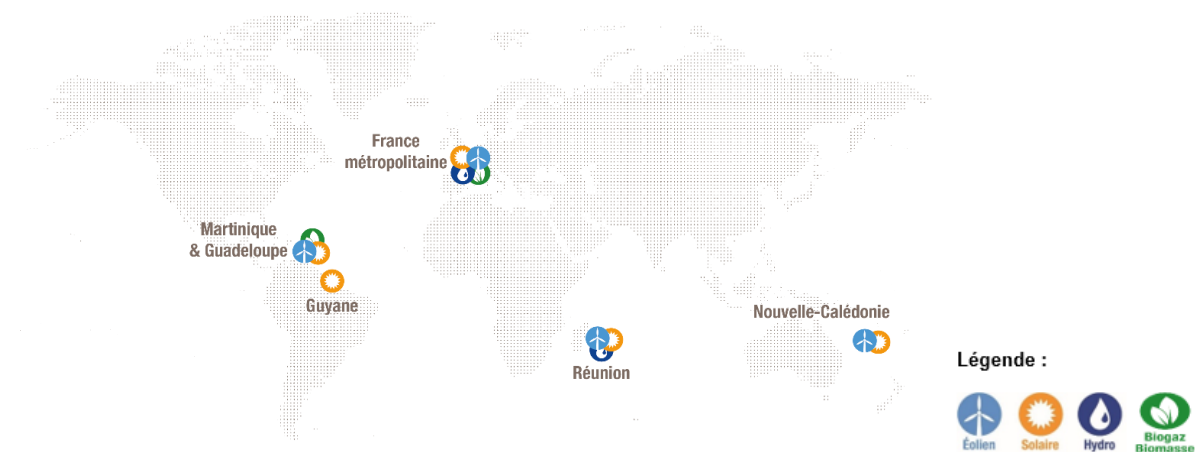 France
métropolitaine
Martinique
& Guadeloupe
Guyane
Nouvelle-Calédonie
Réunion
Légende :
Éolien
Solaire
Hydro
Biogaz
Biomasse